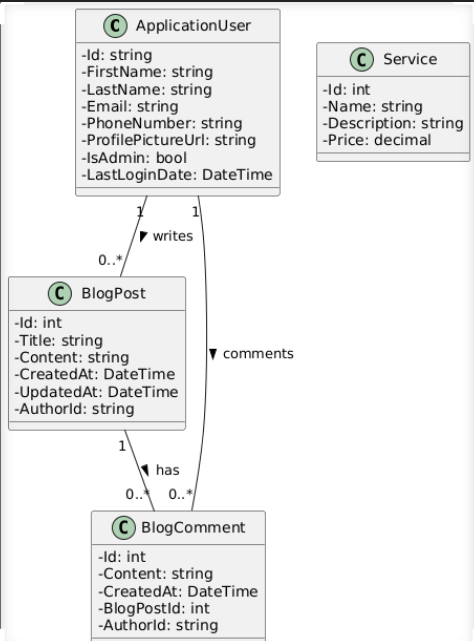 C ApplicationUser
-Id: string
-FirstName: string
-LastName: string
-Email: string
-PhoneNumber: string
-ProfilePictureUrl: string
-IsAdmin: bool
-LastLoginDate: DateTime
C Service
-Id: int
-Name: string
-Description: string
-Price: decimal
1
1
writes
0..*
C BlogPost
-Id: int
-Title: string
-Content: string
-CreatedAt: DateTime
-UpdatedAt: DateTime
-AuthorId: string
comments
1
has
0..*
0..*
C BlogComment
-Id: int
-Content: string
-CreatedAt: DateTime
-BlogPostId: int
-AuthorId: string